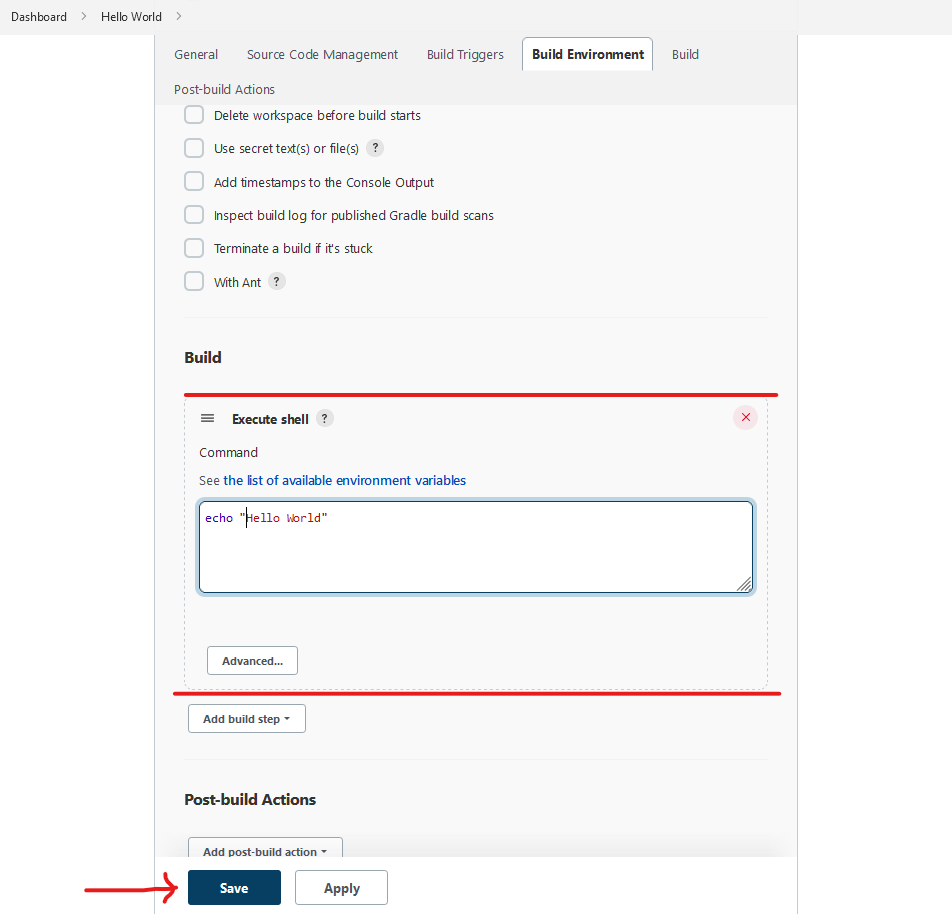 Dashboard > Hello World >
General Source Code Management Build Triggers Build Environment Build
Post-build Actions
Delete workspace before build starts
Use secret text(s) or file(s) ?
Add timestamps to the Console Output
Inspect build log for published Gradle build scans
Terminate a build if it's stuck
With Ant ?
Build
Execute shell ?
Command
See the list of available environment variables
echo "Hello World"
Advanced...
Add build step
Post-build Actions
Add post-build action
Save Apply